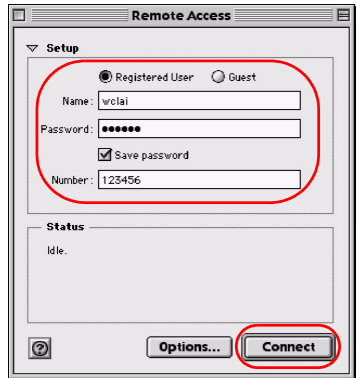 Remote Access
Setup
Registered User Guest
Name: wclai
Password: ●●●●●●
Save password
Number: 123456
Status
Idle.
? Options... Connect